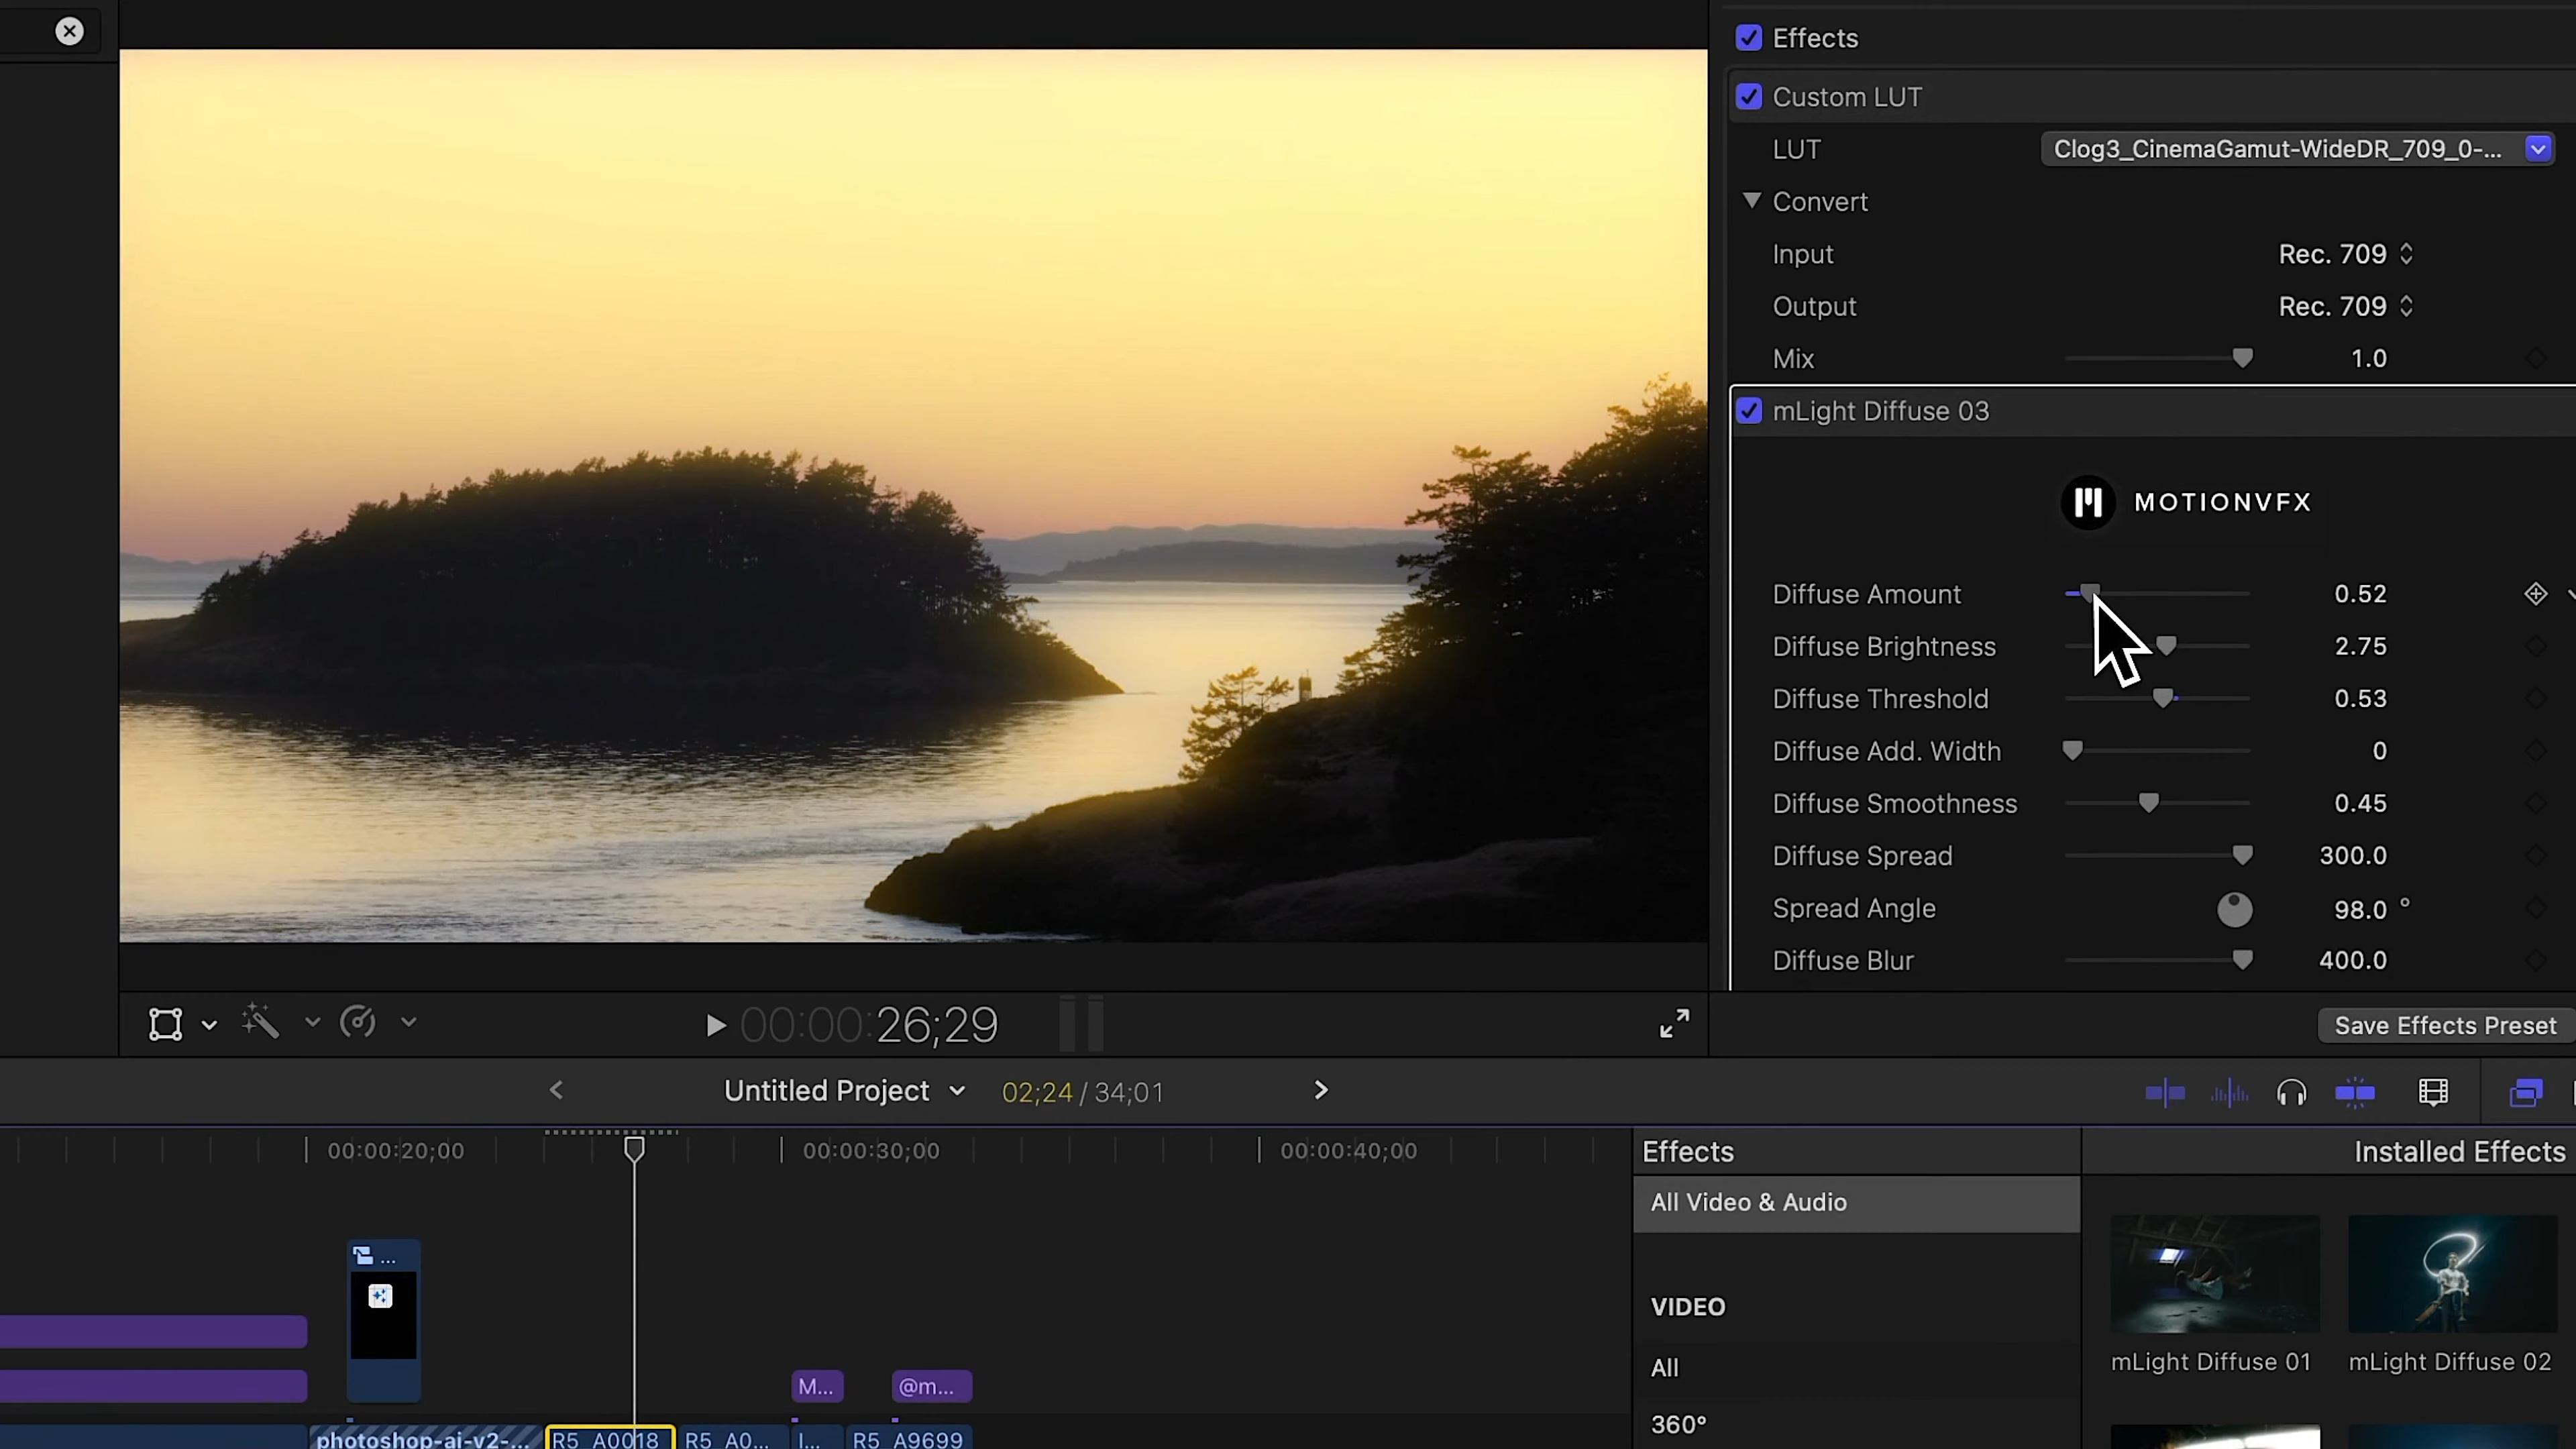 Effects
Custom LUT
LUT Clog3_CinemaGamut-WideDR_709_0-...
Convert
Input Rec. 709
Output Rec. 709
Mix 1.0
mLight Diffuse 03
MOTIONVFX
Diffuse Amount 0.52
Diffuse Brightness 2.75
Diffuse Threshold 0.53
Diffuse Add. Width 0
Diffuse Smoothness 0.45
Diffuse Spread 300.0
Spread Angle 98.0 °
Diffuse Blur 400.0
00:00:26;29
Save Effects Preset
Untitled Project 02;24 / 34;01
00:00:20;00 00:00:30;00 00:00:40;00
...
M... @m...
photoshop-ai-v2-... R5_A0018 R5_A0... I... R5_A9699
Effects
Installed Effects
All Video & Audio
VIDEO
All
360°
mLight Diffuse 01 mLight Diffuse 02